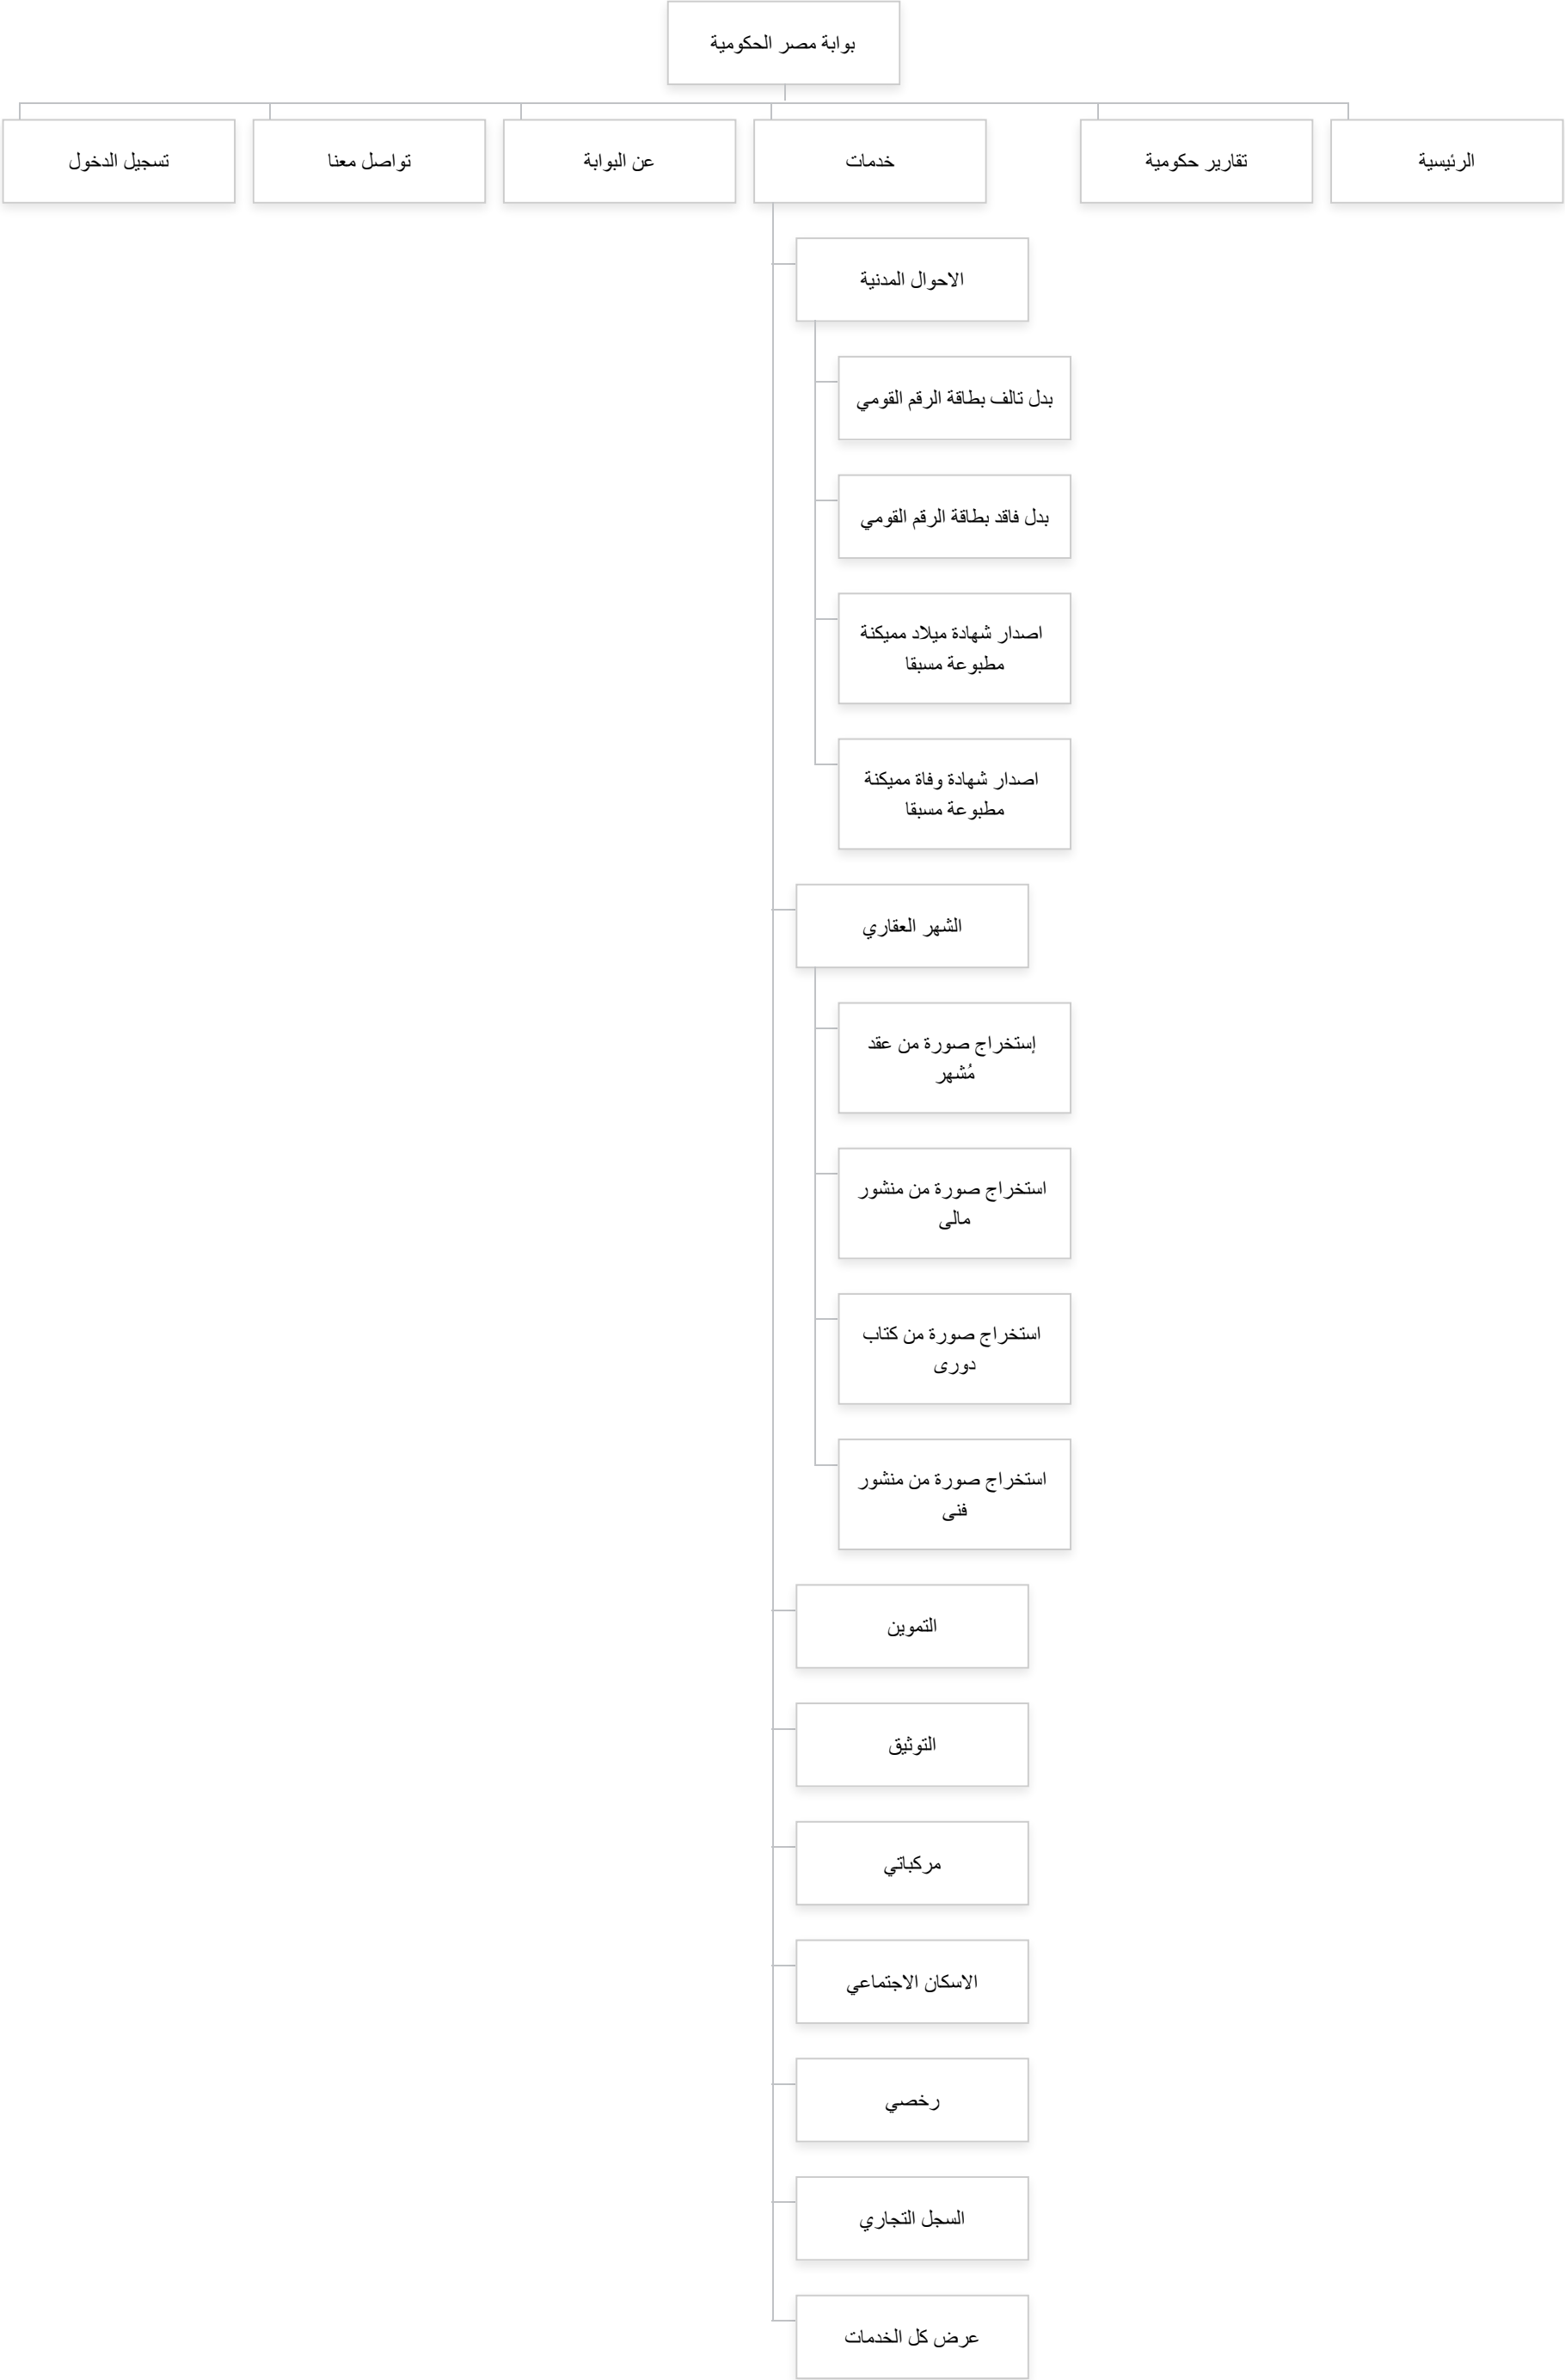 بوابة مصر الحكومية
الرئيسية
تقارير حكومية
خدمات
عن البوابة
تواصل معنا
تسجيل الدخول
الاحوال المدنية
بدل تالف بطاقة الرقم القومي
بدل فاقد بطاقة الرقم القومي
اصدار شهادة ميلاد مميكنة
مطبوعة مسبقا
اصدار شهادة وفاة مميكنة
مطبوعة مسبقا
الشهر العقاري
إستخراج صورة من عقد
مُشهر
استخراج صورة من منشور
مالى
استخراج صورة من كتاب
دورى
استخراج صورة من منشور
فنى
التموين
التوثيق
مركباتي
الاسكان الاجتماعي
رخصي
السجل التجاري
عرض كل الخدمات